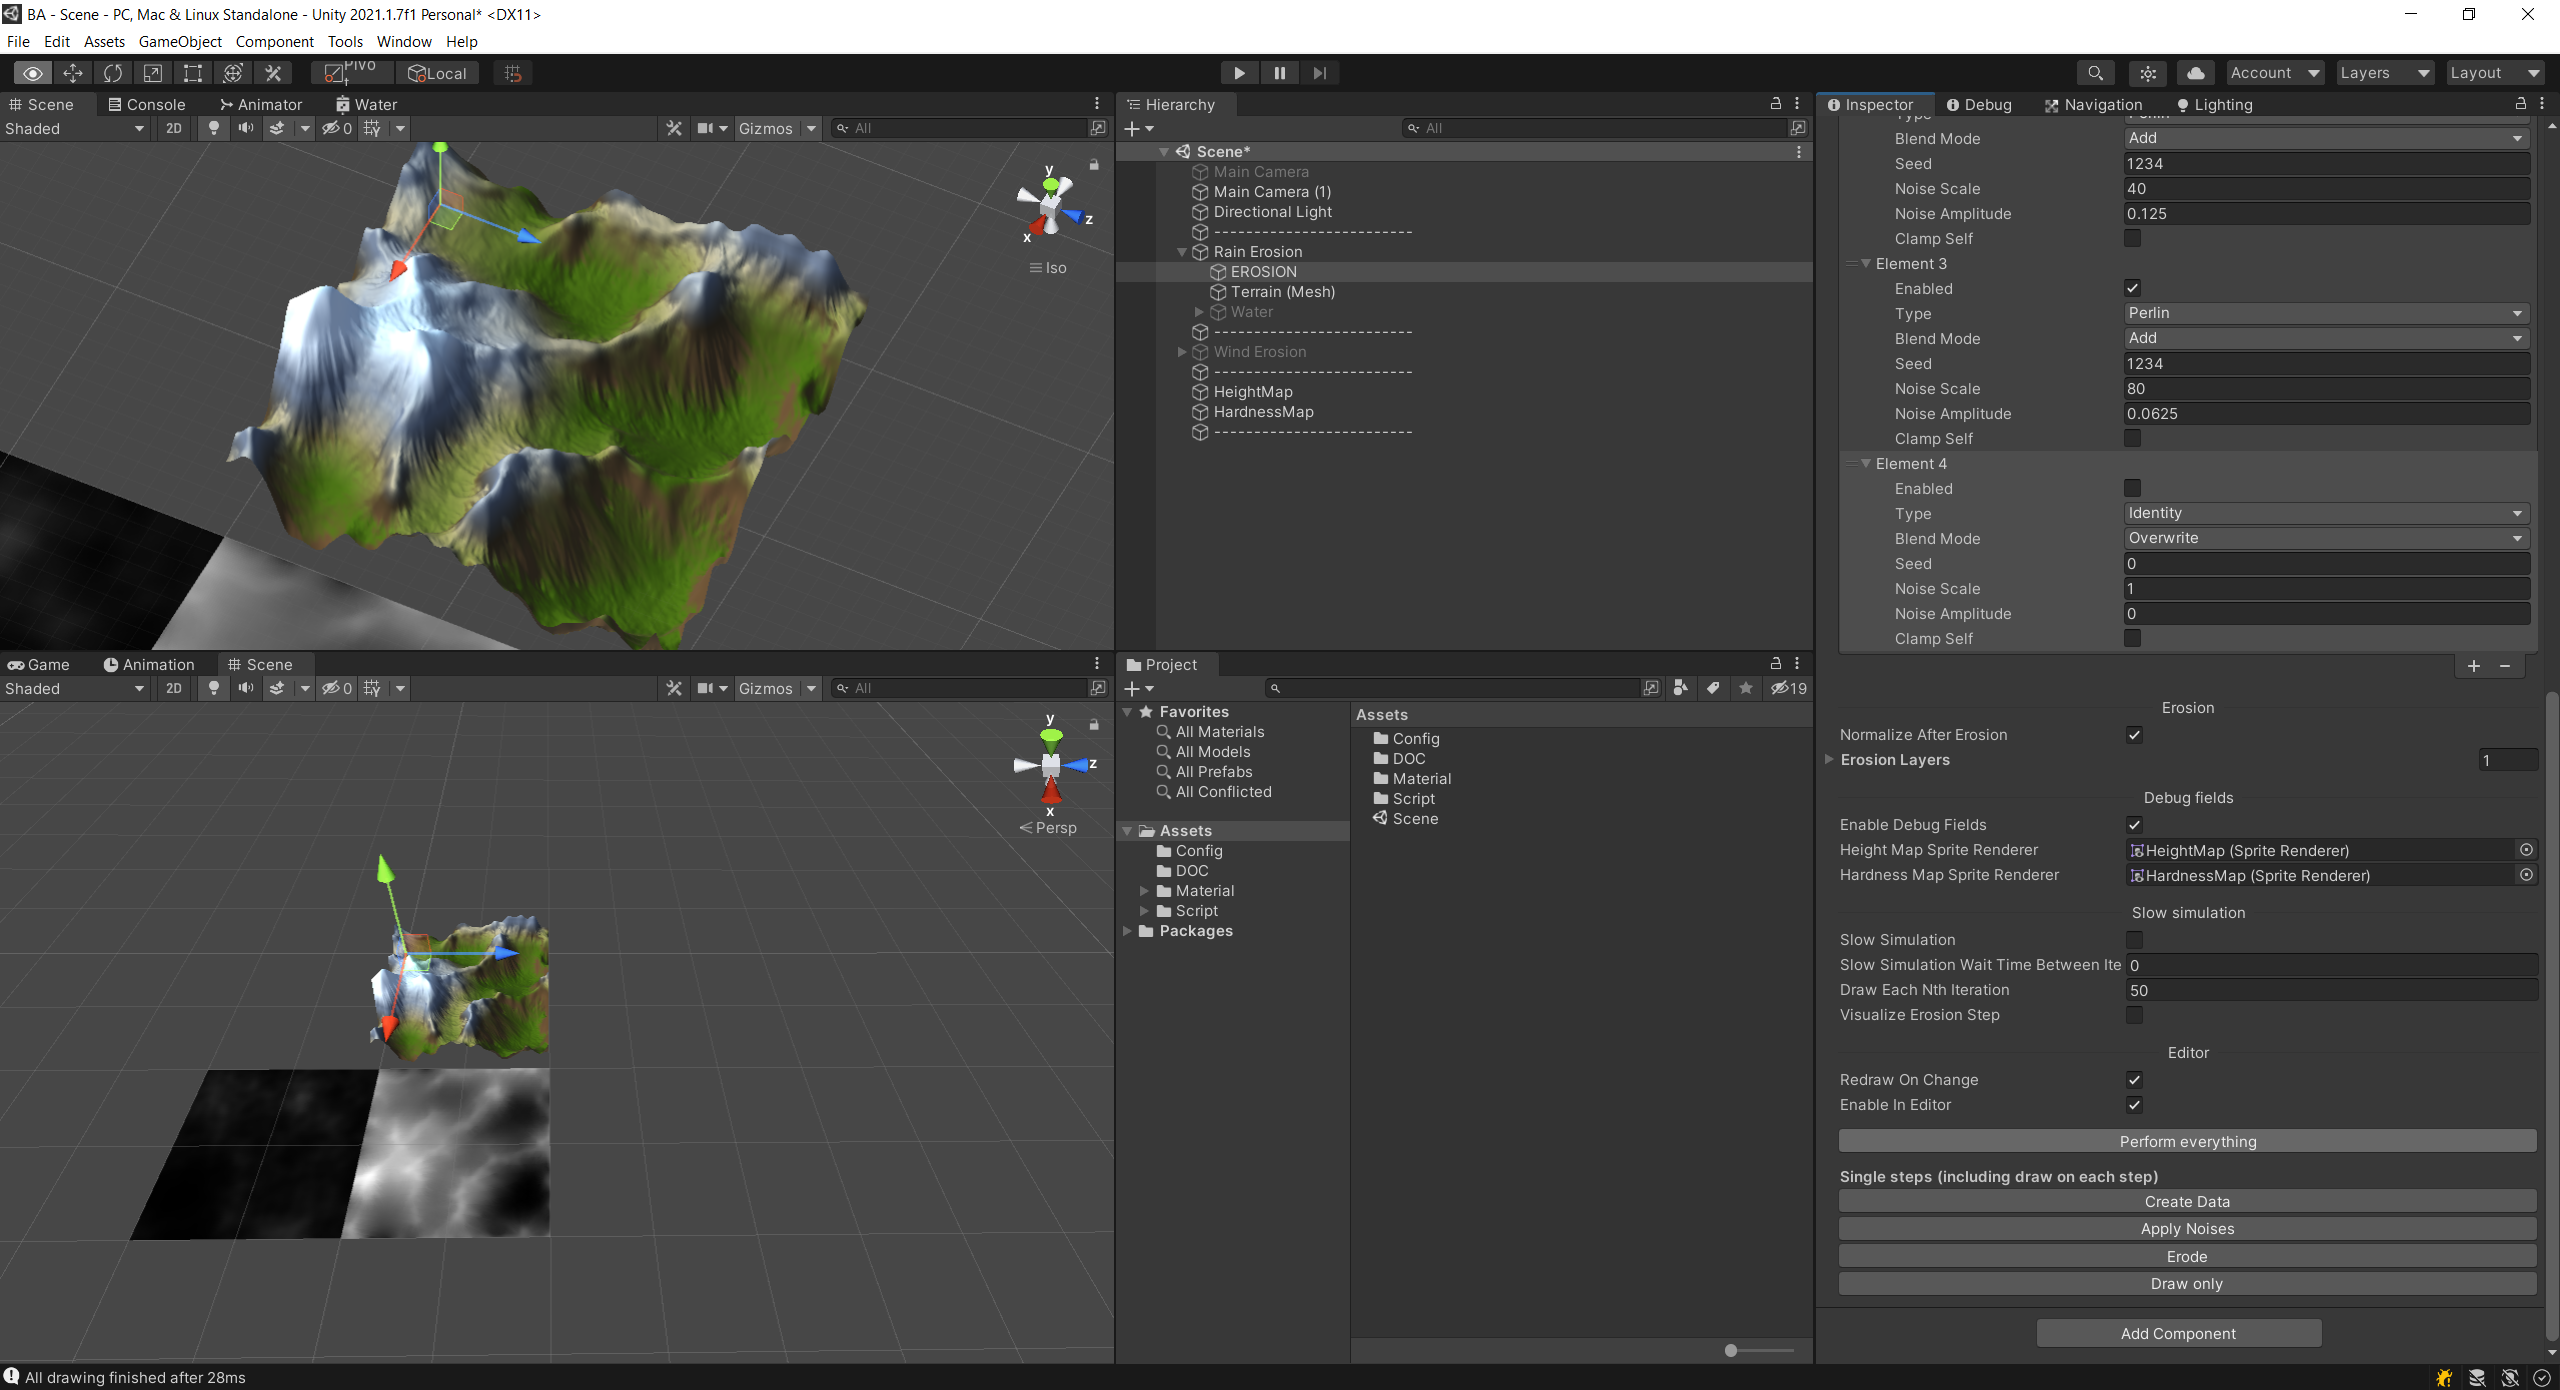 BA - Scene - PC, Mac & Linux Standalone - Unity 2021.1.7f1 Personal* <DX11>
File Edit Assets GameObject Component Tools Window Help
Pivot Local Account Layers Layout
Scene Console Animator Water
Shaded 2D 0 Gizmos All
y
z
x
Iso
Game Animation Scene
Shaded 2D 0 Gizmos All
y
z
x
Persp
Hierarchy
All
Scene*
Main Camera
Main Camera (1)
Directional Light
-------------------------
Rain Erosion
EROSION
Terrain (Mesh)
Water
-------------------------
Wind Erosion
-------------------------
HeightMap
HardnessMap
-------------------------
Project
19
Favorites
All Materials
All Models
All Prefabs
All Conflicted
Assets
Config
DOC
Material
Script
Packages
Assets
Config
DOC
Material
Script
Scene
Inspector Debug Navigation Lighting
Type Perlin
Blend Mode Add
Seed 1234
Noise Scale 40
Noise Amplitude 0.125
Clamp Self
Element 3
Enabled
Type Perlin
Blend Mode Add
Seed 1234
Noise Scale 80
Noise Amplitude 0.0625
Clamp Self
Element 4
Enabled
Type Identity
Blend Mode Overwrite
Seed 0
Noise Scale 1
Noise Amplitude 0
Clamp Self
+ −
Erosion
Normalize After Erosion
Erosion Layers 1
Debug fields
Enable Debug Fields
Height Map Sprite Renderer HeightMap (Sprite Renderer)
Hardness Map Sprite Renderer HardnessMap (Sprite Renderer)
Slow simulation
Slow Simulation
Slow Simulation Wait Time Between Ite 0
Draw Each Nth Iteration 50
Visualize Erosion Step
Editor
Redraw On Change
Enable In Editor
Perform everything
Single steps (including draw on each step)
Create Data
Apply Noises
Erode
Draw only
Add Component
All drawing finished after 28ms